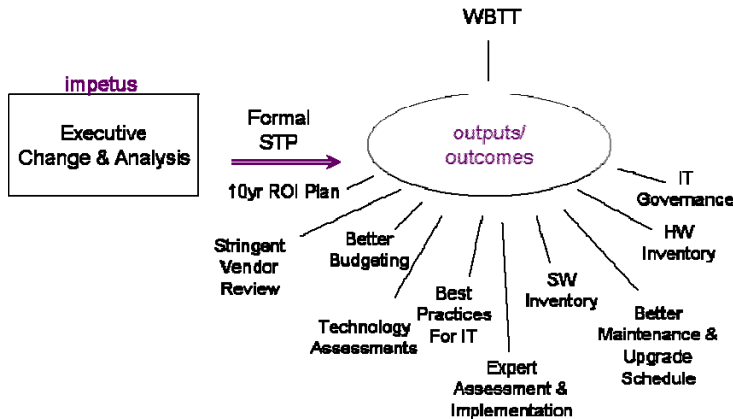 WBTT
impetus
Executive
Change & Analysis
Formal
STP
outputs/
outcomes
10yr ROI Plan
Stringent
Vendor
Review
Better
Budgeting
Technology
Assessments
Best
Practices
For IT
Expert
Assessment &
Implementation
SW
Inventory
Better
Maintenance &
Upgrade
Schedule
HW
Inventory
IT
Governance